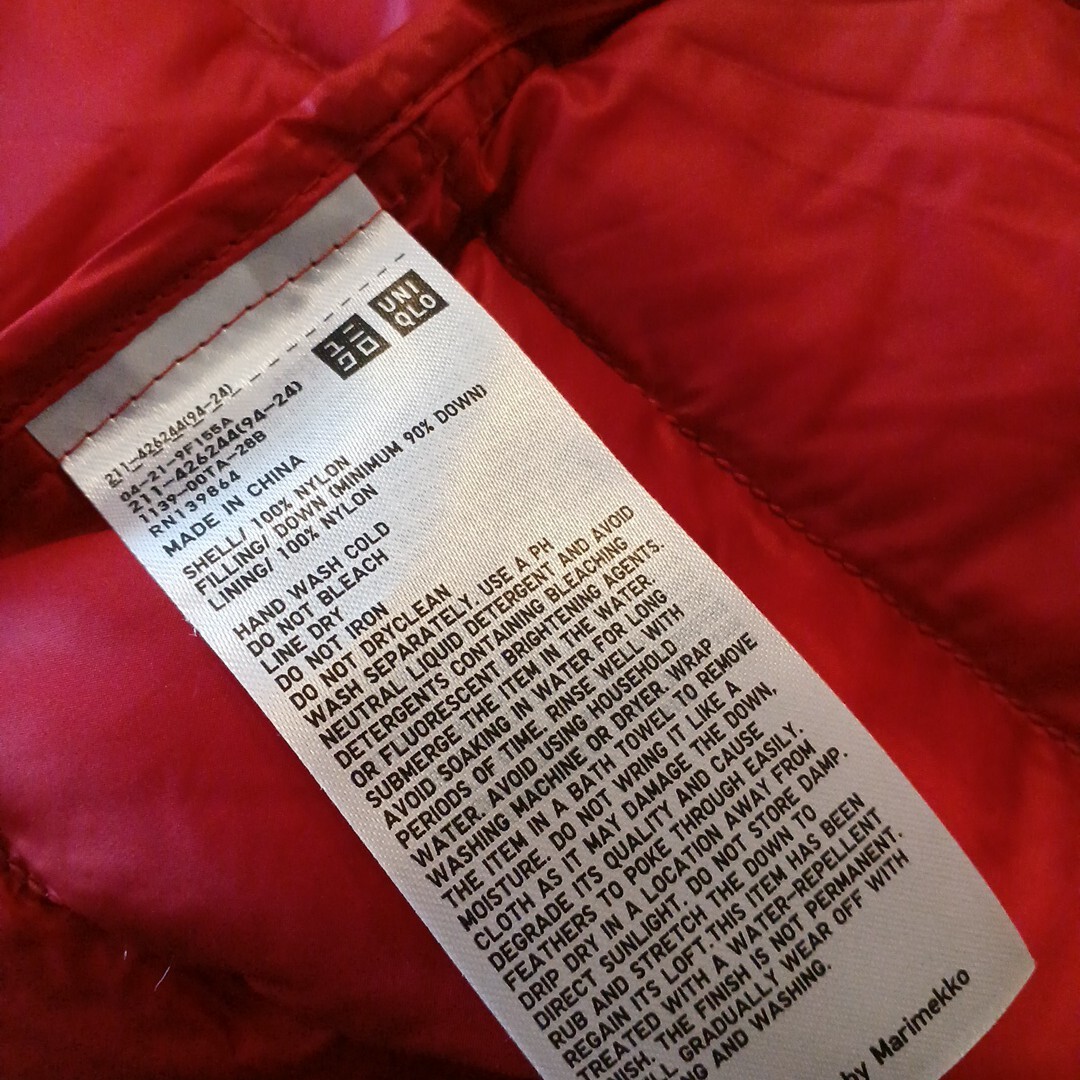 ユニ
クロ
UNI
QLO
211-426244(94-24)
04-21-9F155A
211-426244(94-24)
1139-00TA-28B
RN139864
MADE IN CHINA
SHELL/ 100% NYLON
FILLING/ DOWN (MINIMUM 90% DOWN)
LINING/ 100% NYLON
HAND WASH COLD
DO NOT BLEACH
LINE DRY
DO NOT IRON
DO NOT DRYCLEAN
WASH SEPARATELY. USE A PH
NEUTRAL LIQUID DETERGENT AND AVOID
DETERGENTS CONTAINING BLEACHING
OR FLUORESCENT BRIGHTENING AGENTS.
SUBMERGE THE ITEM IN THE WATER.
AVOID SOAKING IN WATER FOR LONG
PERIODS OF TIME. RINSE WELL WITH
WATER. AVOID USING HOUSEHOLD
WASHING MACHINE OR DRYER. WRAP
THE ITEM IN A BATH TOWEL TO REMOVE
MOISTURE. DO NOT WRING IT LIKE A
CLOTH AS IT MAY DAMAGE THE DOWN,
DEGRADE ITS QUALITY AND CAUSE
FEATHERS TO POKE THROUGH EASILY.
DRIP DRY IN A LOCATION AWAY FROM
DIRECT SUNLIGHT. DO NOT STORE DAMP.
RUB AND STRETCH THE DOWN TO
REGAIN ITS LOFT.THIS ITEM HAS BEEN
TREATED WITH A WATER-REPELLENT
NISH. THE FINISH IS NOT PERMANENT.
LL GRADUALLY WEAR OFF WITH
NG AND WASHING.
by Marimekko